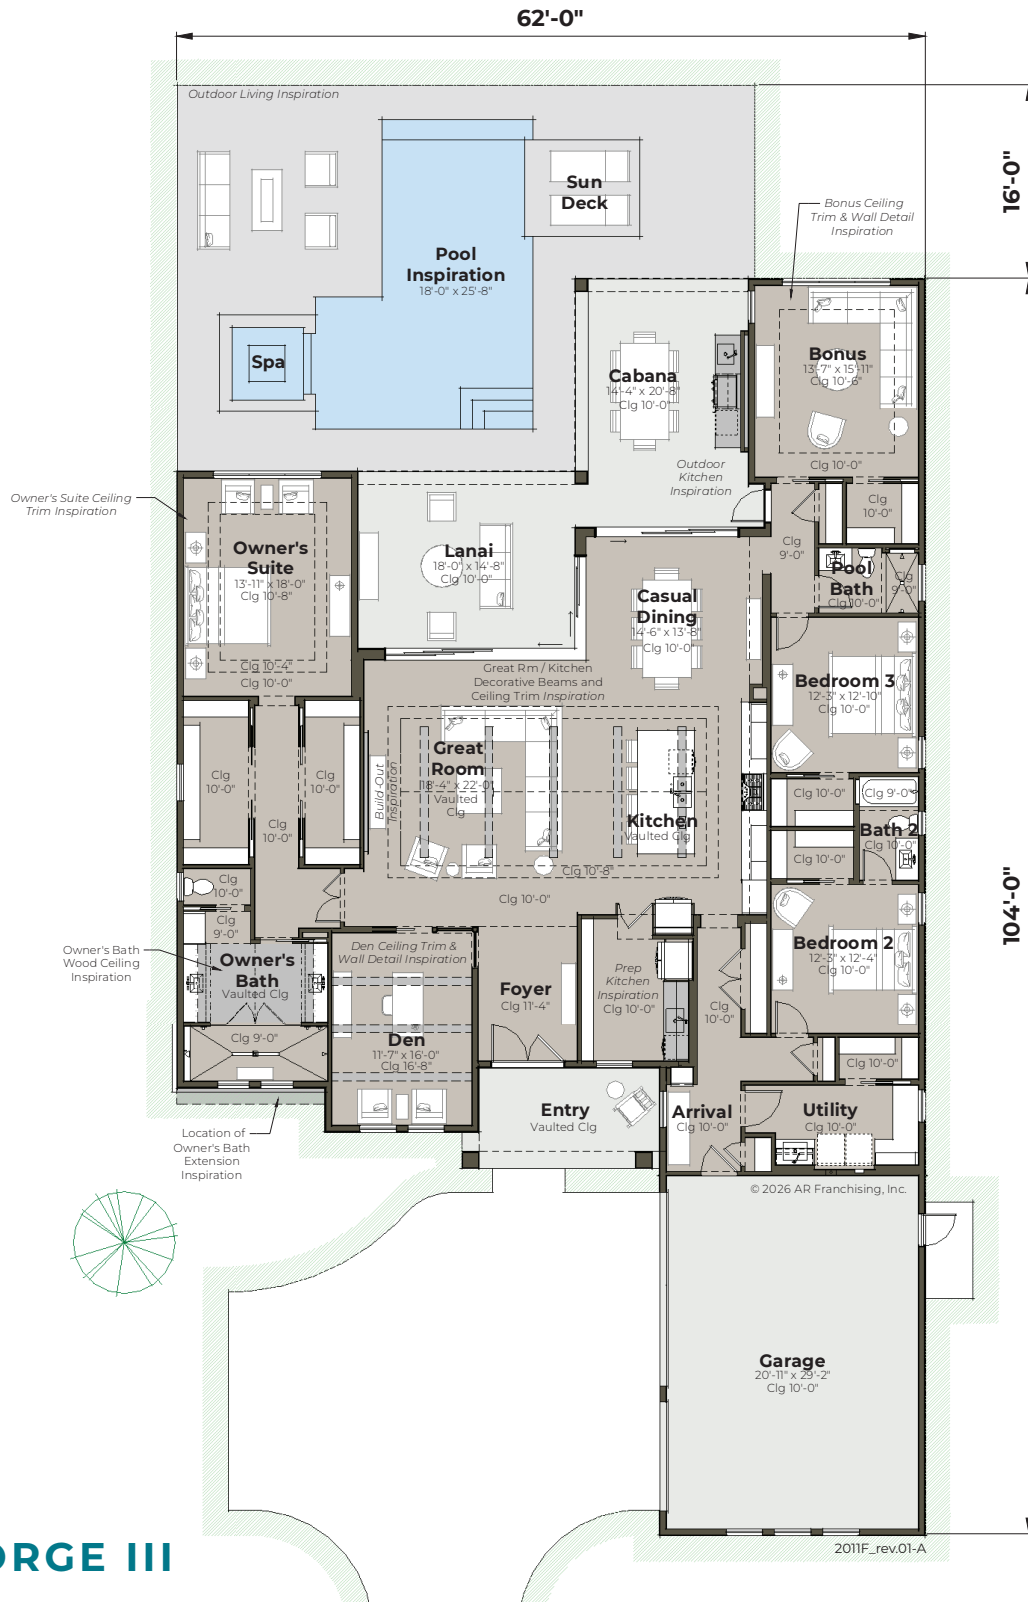 62'-0"
Outdoor Living Inspiration
16'-0"
Sun
Deck
Bonus Ceiling
Trim & Wall Detail
Inspiration
Pool
Inspiration
18'-0" x 25'-8"
Spa
Cabana
14'-4" x 20'-8"
Clg 10'-0"
Bonus
13'-7" x 15'-11"
Clg 10'-6"
Clg 10'-0"
Outdoor
Kitchen
Inspiration
Owner's Suite Ceiling
Trim Inspiration
Clg
10'-0"
Owner's
Suite
13'-11" x 18'-0"
Clg 10'-8"
Clg 10'-4"
Clg 10'-0"
Lanai
18'-0" x 14'-8"
Clg 10'-0"
Clg
9'-0"
Pool
Bath
Clg 10'-0"
Clg
9'-0"
Casual
Dining
14'-6" x 13'-8"
Clg 10'-0"
Great Rm / Kitchen
Decorative Beams and
Ceiling Trim Inspiration
Bedroom 3
12'-3" x 12'-10"
Clg 10'-0"
Clg
10'-0"
Clg
10'-0"
Clg
10'-0"
Build-Out
Inspiration
Great
Room
18'-4" x 22'-0"
Vaulted
Clg
Kitchen
Vaulted Clg
Clg 10'-8"
Clg 10'-0"
Clg 10'-0"
Clg 9'-0"
Bath 2
Clg 10'-0"
Clg 10'-0"
104'-0"
Clg
10'-0"
Clg
9'-0"
Owner's Bath
Wood Ceiling
Inspiration
Owner's
Bath
Vaulted Clg
Clg 9'-0"
Den Ceiling Trim &
Wall Detail Inspiration
Den
11'-7" x 16'-0"
Clg 16'-8"
Foyer
Clg 11'-4"
Prep
Kitchen
Inspiration
Clg 10'-0"
Clg
10'-0"
Bedroom 2
12'-3" x 12'-4"
Clg 10'-0"
Clg 10'-0"
Location of
Owner's Bath
Extension
Inspiration
Entry
Vaulted Clg
Arrival
Clg 10'-0"
Utility
Clg 10'-0"
© 2026 AR Franchising, Inc.
Garage
20'-11" x 29'-2"
Clg 10'-0"
2011F_rev.01-A
ORGE III